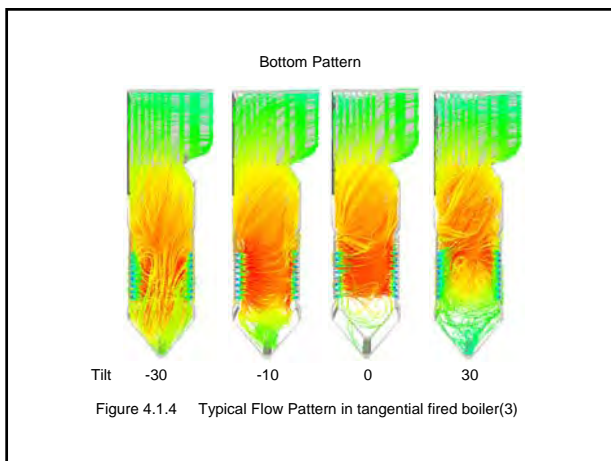 Bottom Pattern
Tilt -30 -10 0 30
Figure 4.1.4 Typical Flow Pattern in tangential fired boiler(3)